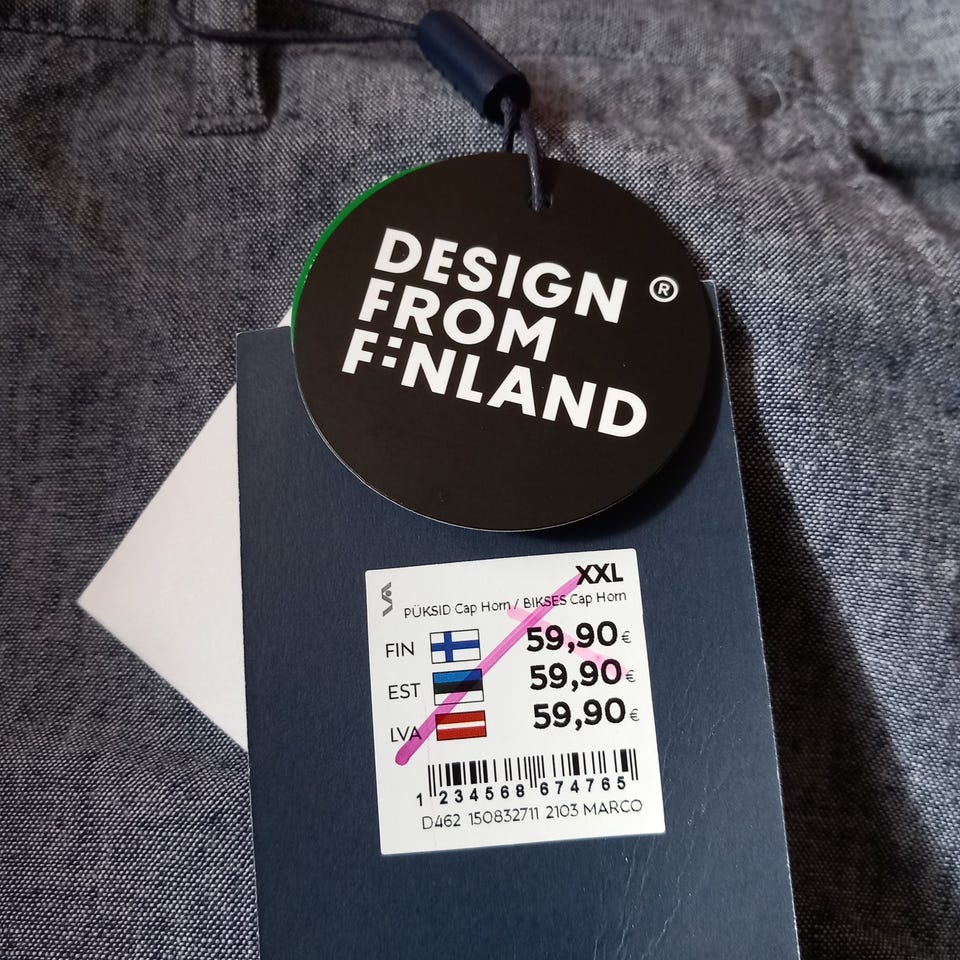 DESIGN ®
FROM
FINLAND
XXL
PÜKSID Cap Horn / BIKSES Cap Horn
FIN 59,90 €
EST 59,90 €
LVA 59,90 €
1 234568 674765
D462 150832711 2103 MARCO